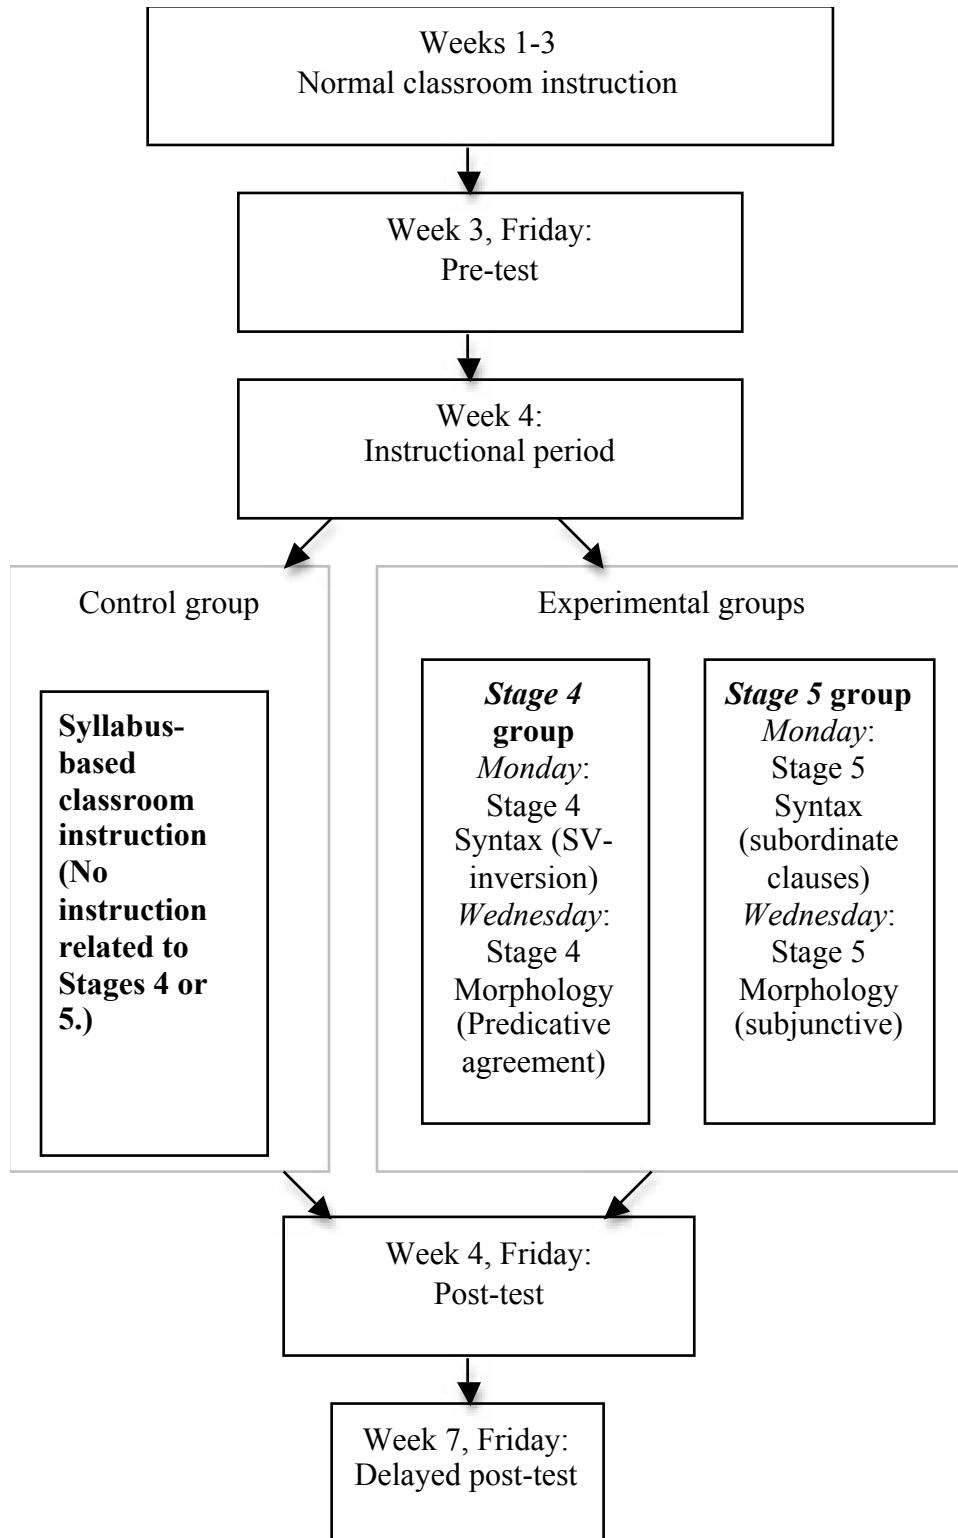 Weeks 1-3
Normal classroom instruction
Week 3, Friday:
Pre-test
Week 4:
Instructional period
Control group
Syllabus-
based
classroom
instruction
(No
instruction
related to
Stages 4 or
5.)
Experimental groups
Stage 4
group
Monday:
Stage 4
Syntax (SV-
inversion)
Wednesday:
Stage 4
Morphology
(Predicative
agreement)
Stage 5 group
Monday:
Stage 5
Syntax
(subordinate
clauses)
Wednesday:
Stage 5
Morphology
(subjunctive)
Week 4, Friday:
Post-test
Week 7, Friday:
Delayed post-test